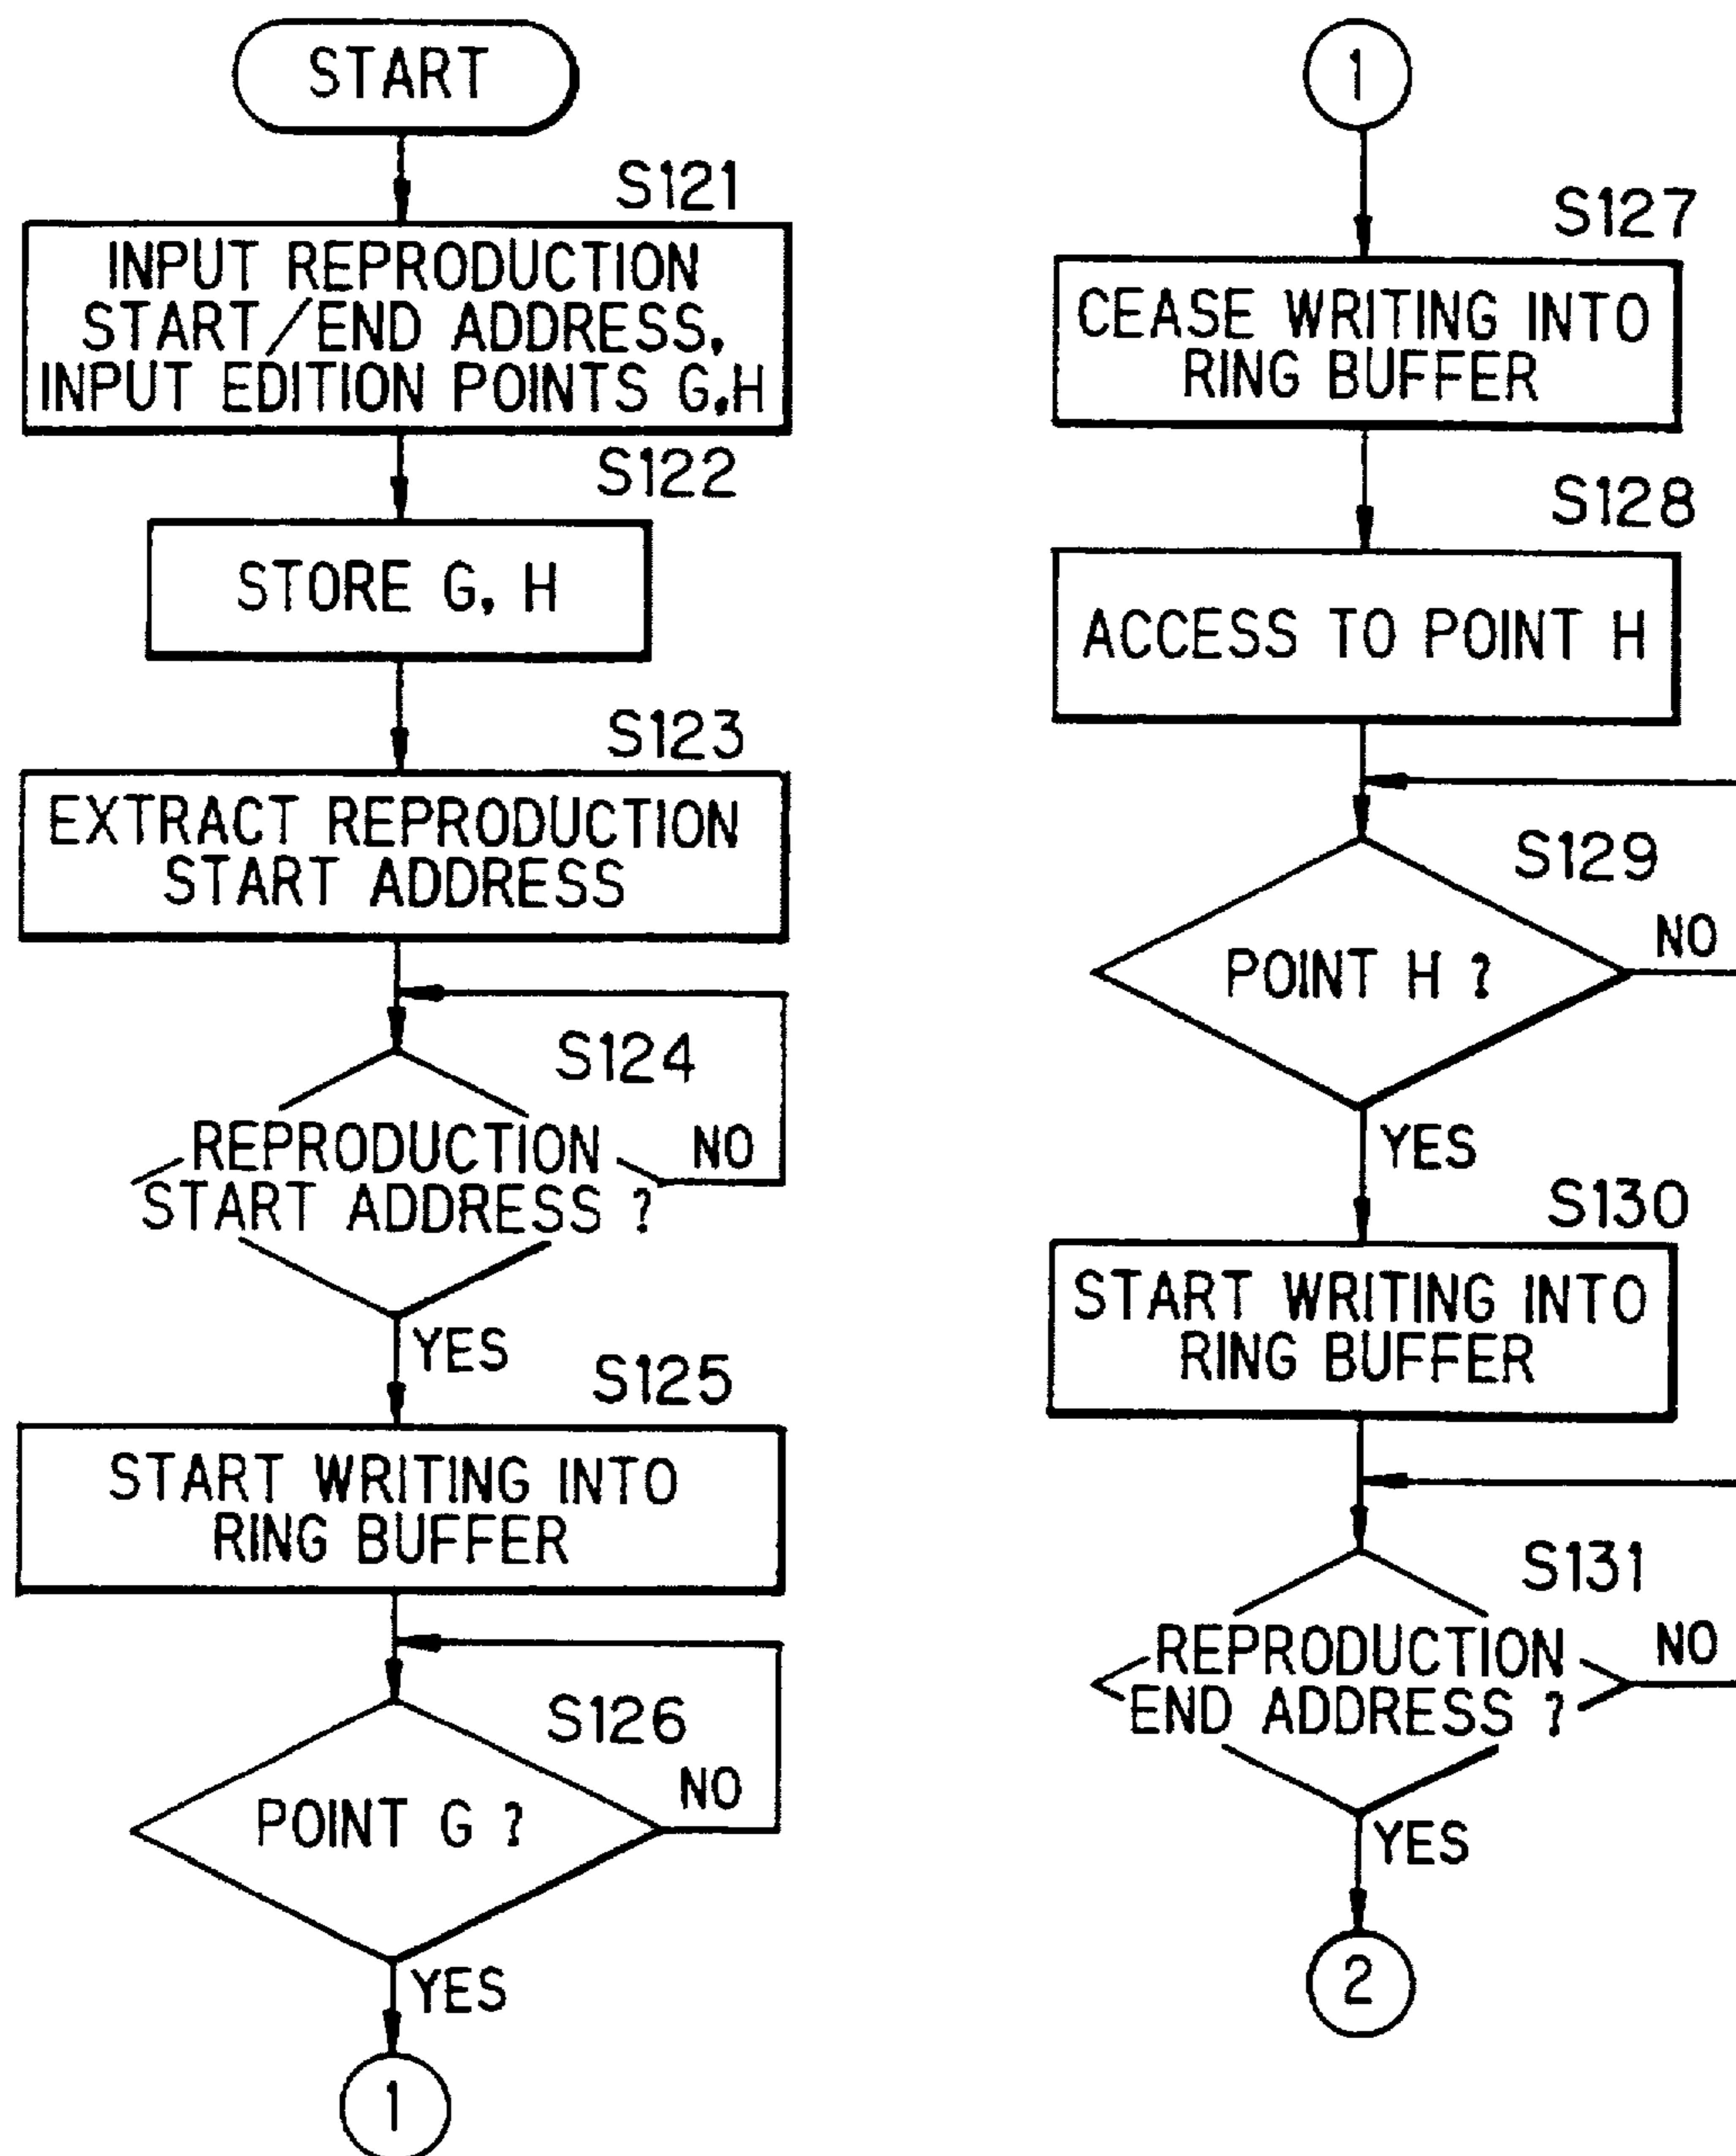 START
S121
INPUT REPRODUCTION
START/END ADDRESS,
INPUT EDITION POINTS G,H
S122
STORE G, H
S123
EXTRACT REPRODUCTION
START ADDRESS
S124
REPRODUCTION
START ADDRESS ?
NO
YES
S125
START WRITING INTO
RING BUFFER
S126
POINT G ?
NO
YES
1
1
S127
CEASE WRITING INTO
RING BUFFER
S128
ACCESS TO POINT H
S129
POINT H ?
NO
YES
S130
START WRITING INTO
RING BUFFER
S131
REPRODUCTION
END ADDRESS ?
NO
YES
2